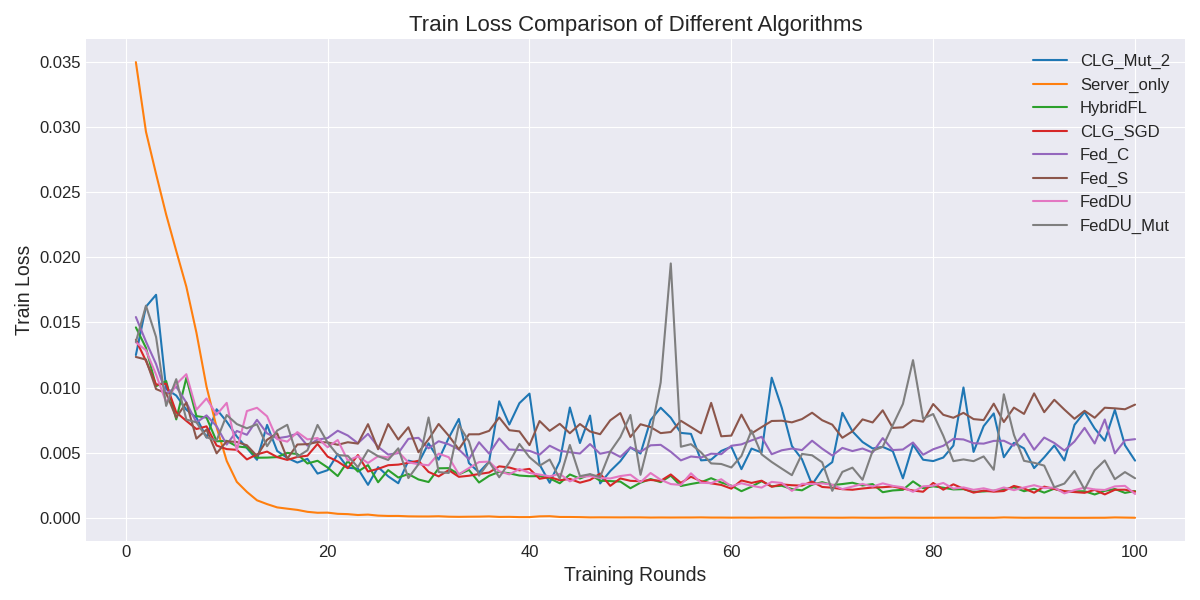 Train Loss Comparison of Different Algorithms
0.035
0.030
0.025
0.020
0.015
0.010
0.005
0.000
Train Loss
0
20
40
60
80
100
Training Rounds
CLG_Mut_2
Server_only
HybridFL
CLG_SGD
Fed_C
Fed_S
FedDU
FedDU_Mut